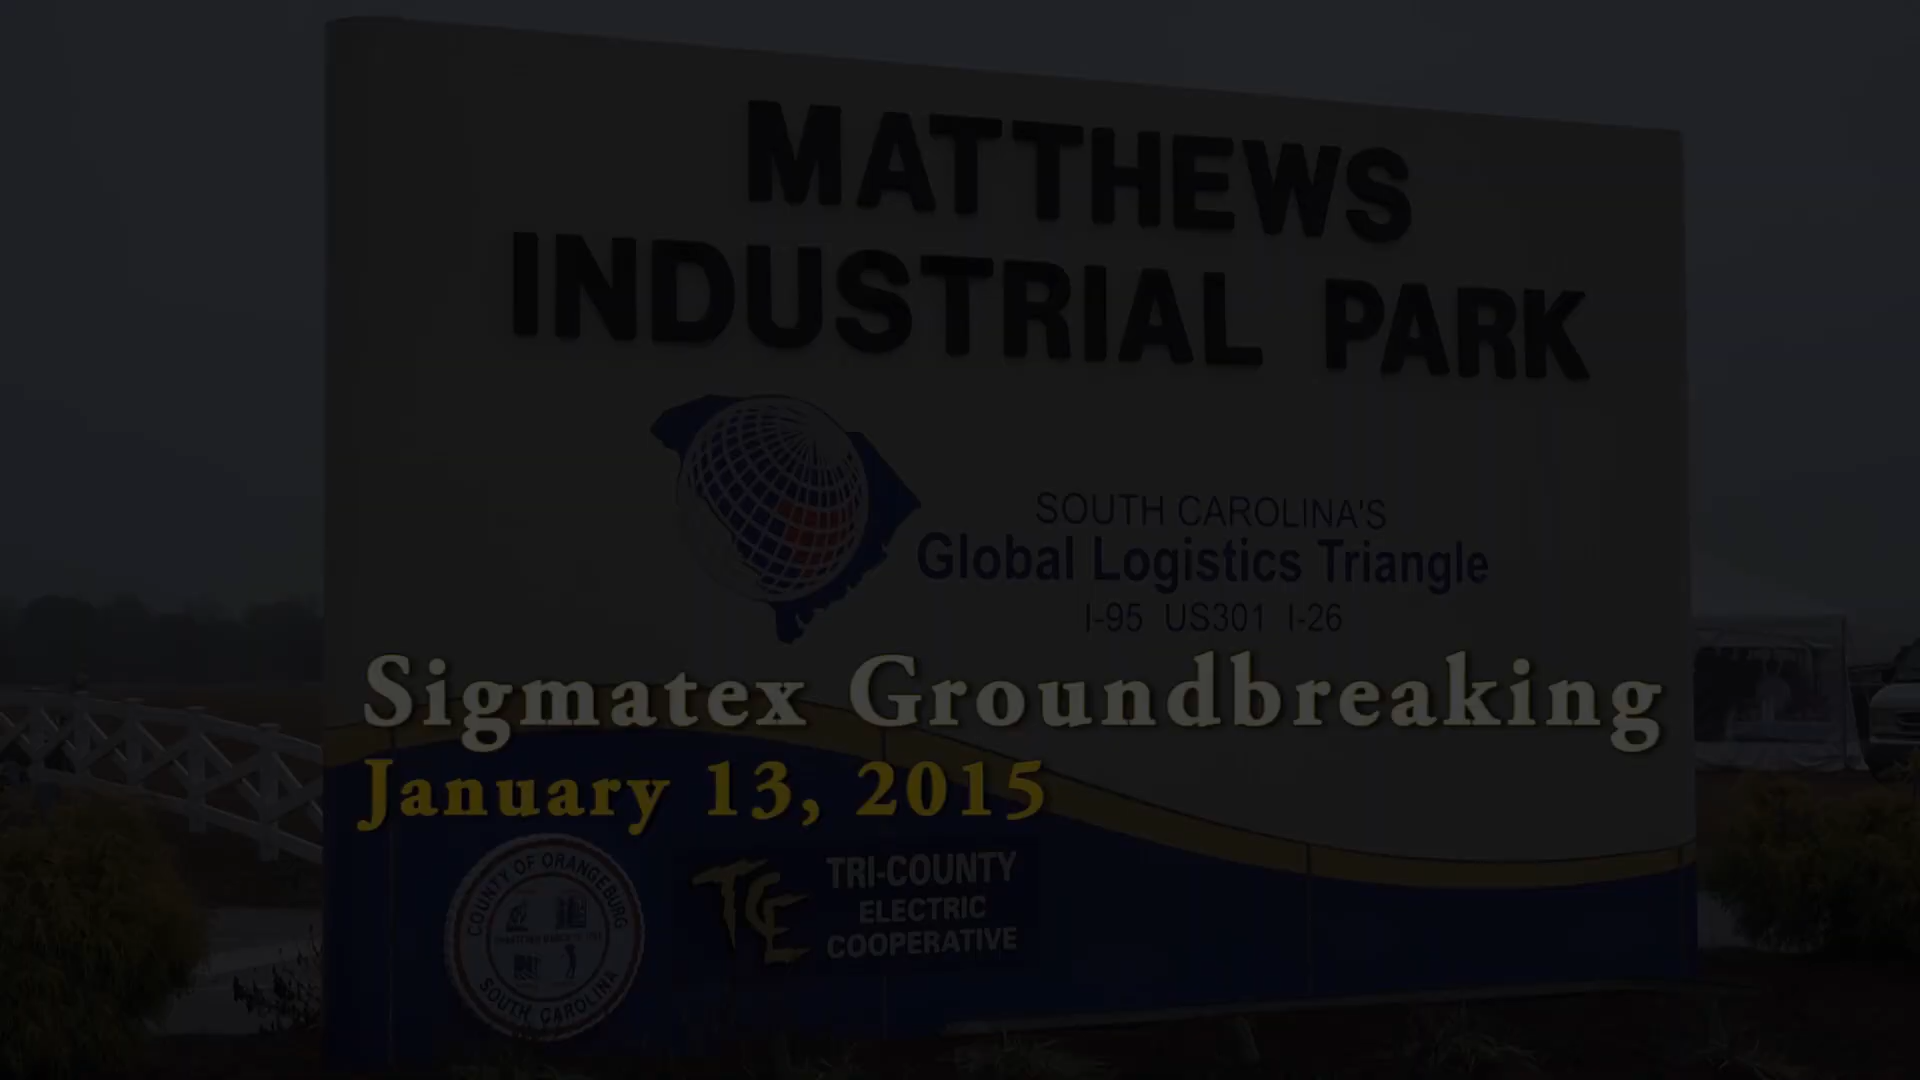 MATTHEWS
INDUSTRIAL PARK
SOUTH CAROLINA'S
Global Logistics Triangle
I-95 US301 I-26
Sigmatex Groundbreaking
January 13, 2015
COUNTY OF ORANGEBURG
SOUTH CAROLINA
TCE
TRI-COUNTY
ELECTRIC
COOPERATIVE